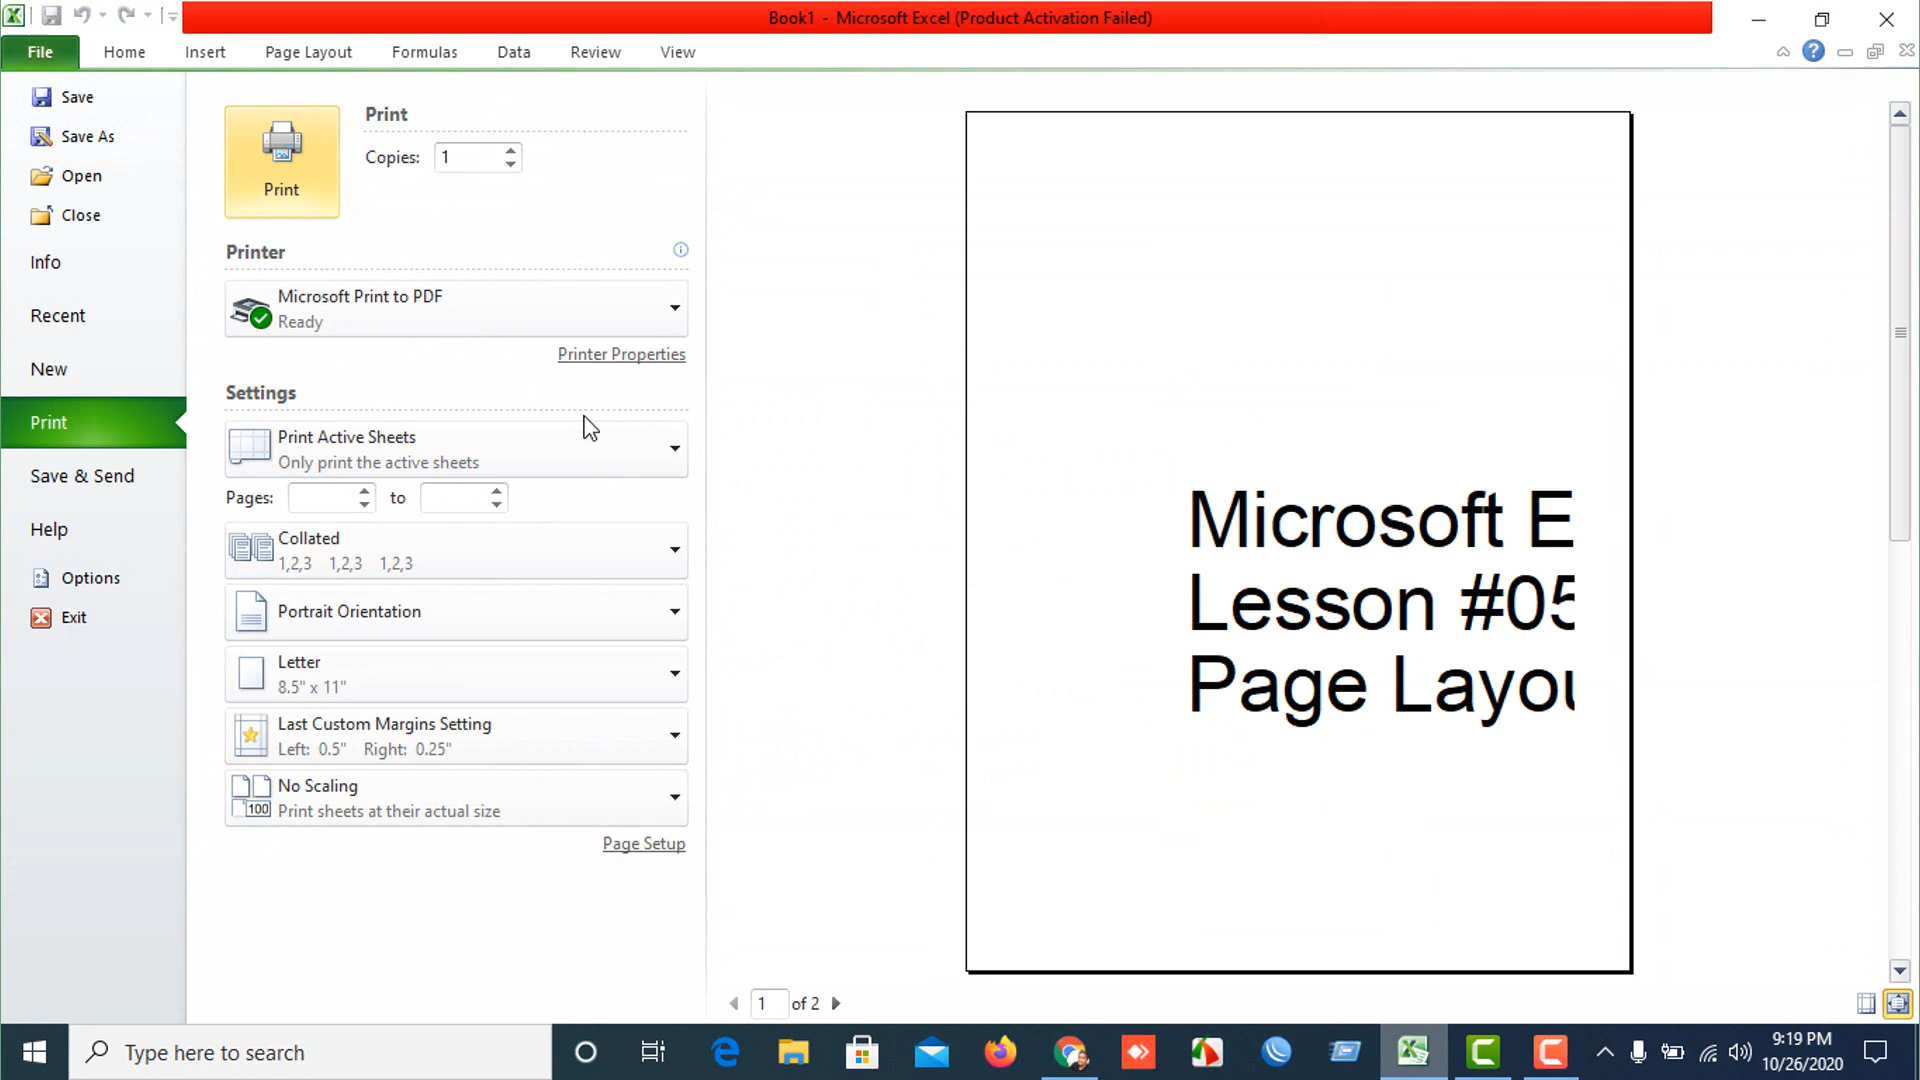 Book1 - Microsoft Excel (Product Activation Failed)
File Home Insert Page Layout Formulas Data Review View
Save
Save As
Open
Close
Info
Recent
New
Print
Save & Send
Help
Options
Exit
Print
Print
Copies: 1
Printer
Microsoft Print to PDF
Ready
Printer Properties
Settings
Print Active Sheets
Only print the active sheets
Pages: to
Collated
1,2,3 1,2,3 1,2,3
Portrait Orientation
Letter
8.5" x 11"
Last Custom Margins Setting
Left: 0.5" Right: 0.25"
No Scaling
100
Print sheets at their actual size
Page Setup
Microsoft E
Lesson #05
Page Layou
1 of 2
Type here to search
9:19 PM
10/26/2020